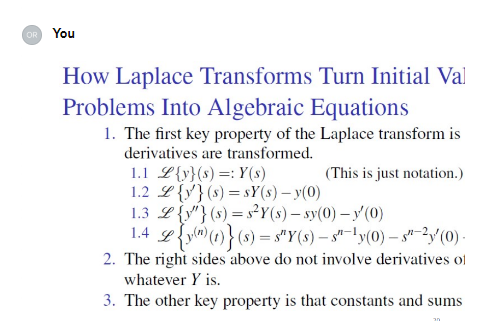 OR You
How Laplace Transforms Turn Initial Val
Problems Into Algebraic Equations
1. The first key property of the Laplace transform is
derivatives are transformed.
1.1 ℒ{y}(s) =: Y(s) (This is just notation.)
1.2 ℒ{y′}(s) = sY(s) – y(0)
1.3 ℒ{y″}(s) = s²Y(s) – sy(0) – y′(0)
1.4 ℒ{y⁽ⁿ⁾(t)}(s) = sⁿY(s) – sⁿ⁻¹y(0) – sⁿ⁻²y′(0) -
2. The right sides above do not involve derivatives of
whatever Y is.
3. The other key property is that constants and sums